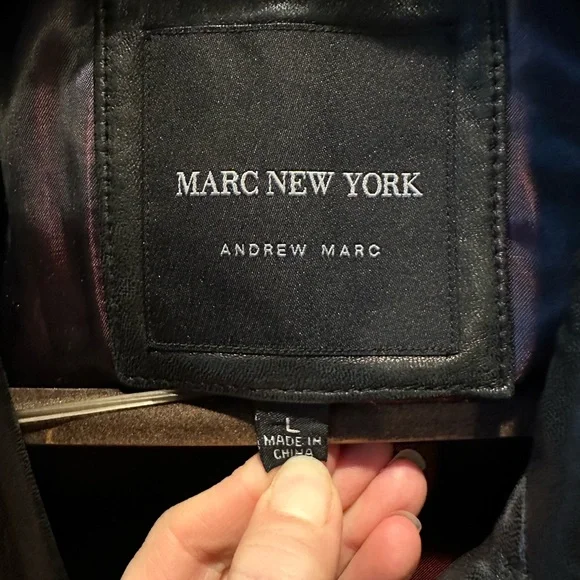 MARC NEW YORK
ANDREW MARC
L
MADE IN
CHINA